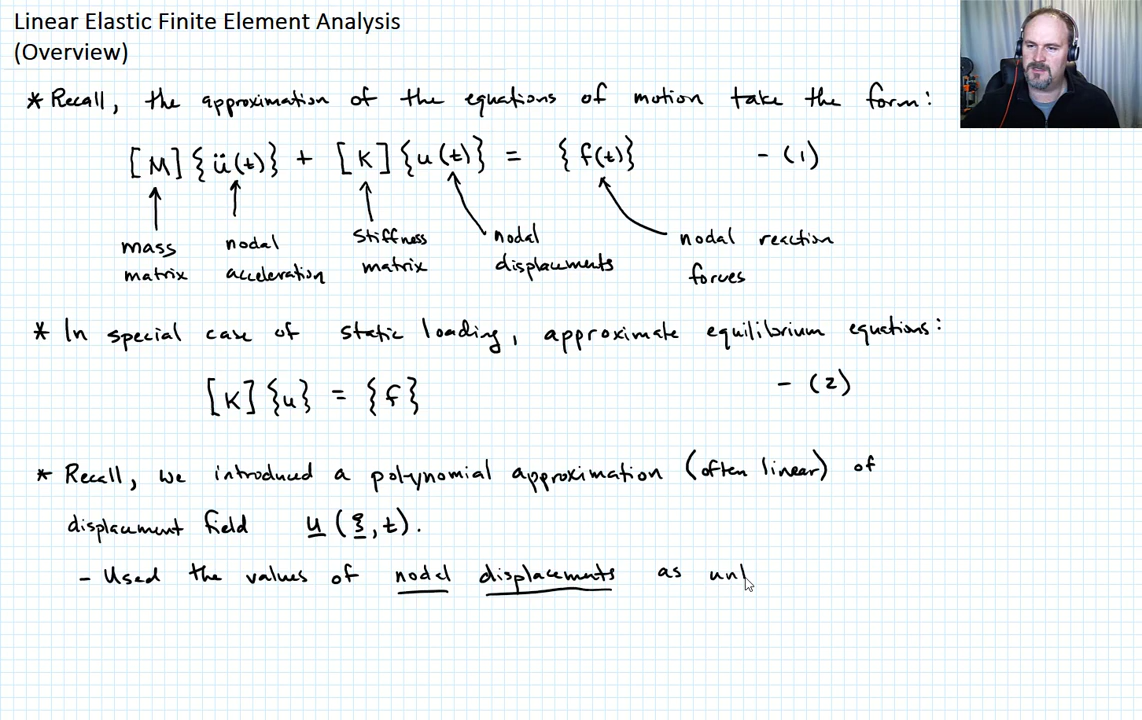 Linear Elastic Finite Element Analysis
(Overview)
* Recall, the approximation of the equations of motion take the form:
[M]{ü(t)} + [K]{u(t)} = {f(t)} - (1)
mass matrix
nodal acceleration
stiffness matrix
nodal displacements
nodal reaction forces
* In special case of static loading, approximate equilibrium equations:
[K]{u} = {f} - (2)
* Recall, we introduced a polynomial approximation (often linear) of
displacement field u(ξ,t).
- Used the values of nodal displacements as unk